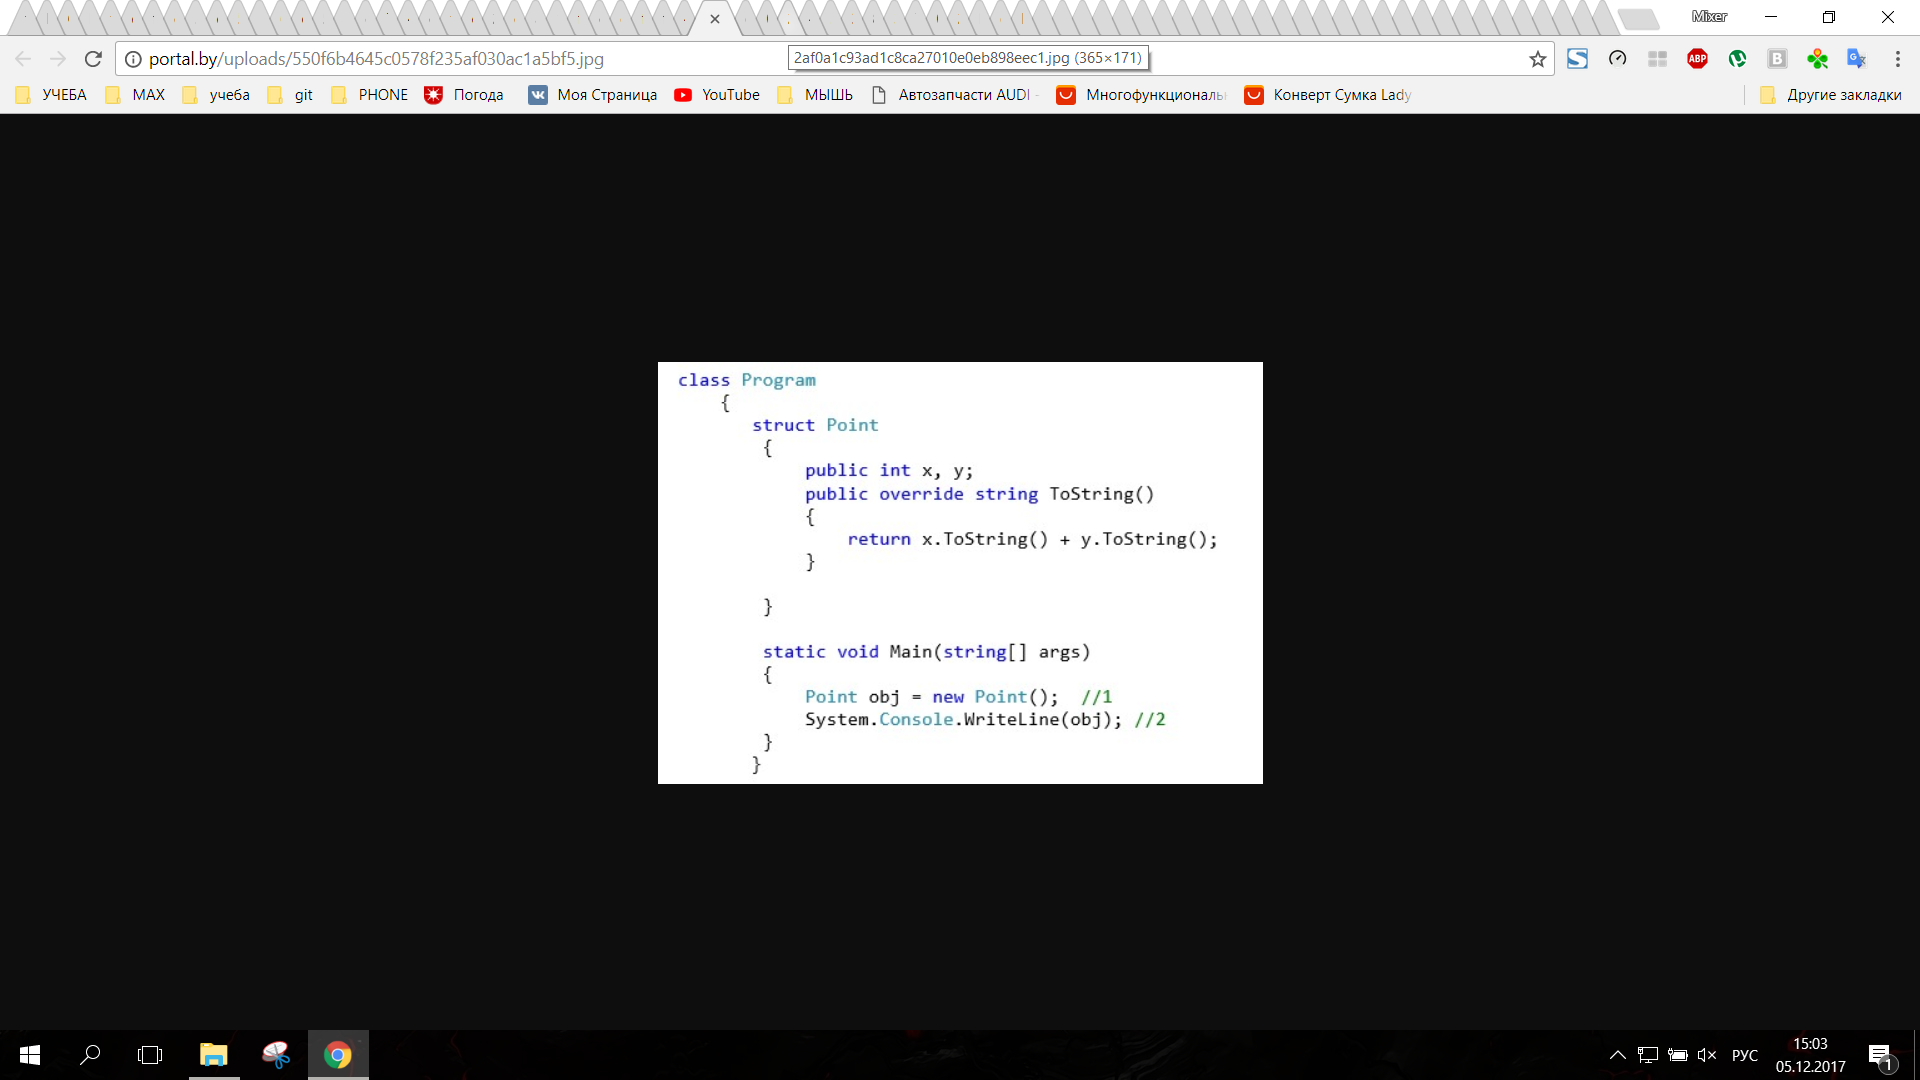 Mixer
portal.by/uploads/550f6b4645c0578f235af030ac1a5bf5.jpg
2af0a1c93ad1c8ca27010e0eb898eec1.jpg (365×171)
ABP
УЧЕБА MAX учеба git PHONE Погода Моя Страница YouTube МЫШЬ Автозапчасти AUDI - Многофункциональ Конверт Сумка Lady Другие закладки
class Program
{
struct Point
{
public int x, y;
public override string ToString()
{
return x.ToString() + y.ToString();
}
}
static void Main(string[] args)
{
Point obj = new Point(); //1
System.Console.WriteLine(obj); //2
}
}
15:03
РУС
05.12.2017
1